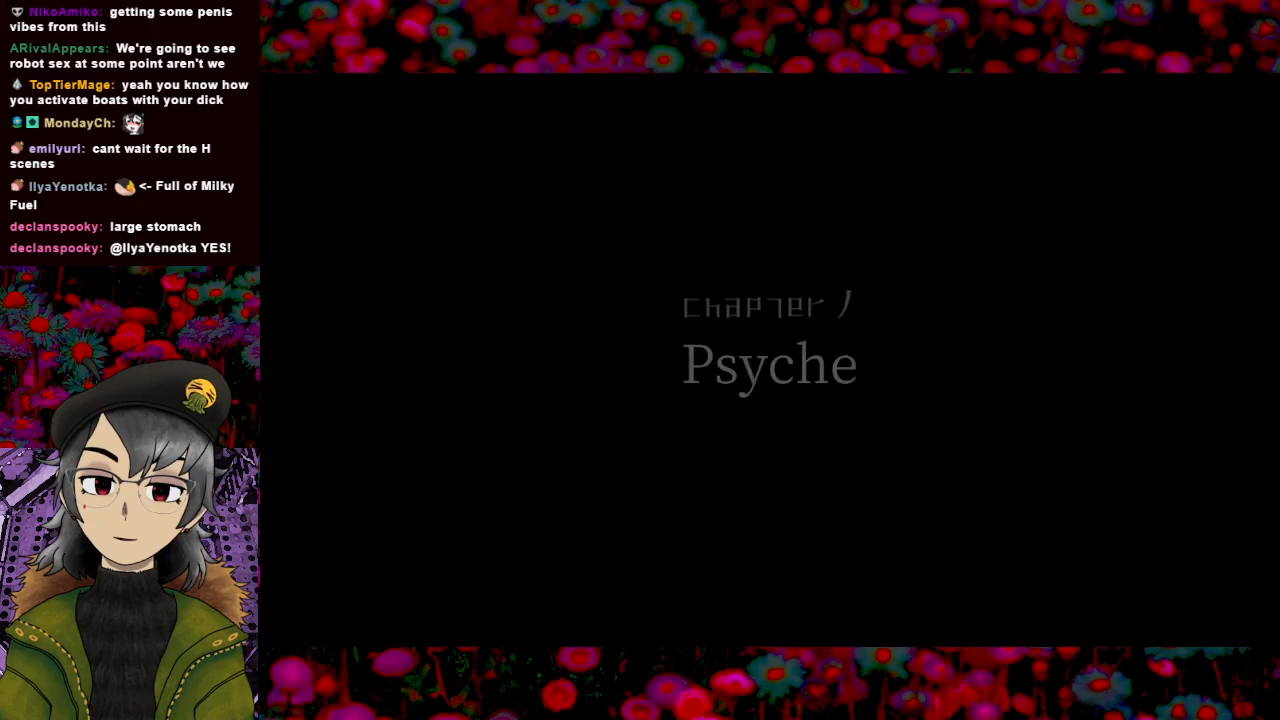 NikoAmiko: getting some penis
vibes from this
ARivalAppears: We're going to see
robot sex at some point aren't we
TopTierMage: yeah you know how
you activate boats with your dick
MondayCh:
emilyuri: cant wait for the H
scenes
IlyaYenotka: <- Full of Milky
Fuel
declanspooky: large stomach
declanspooky: @IlyaYenotka YES!
chapter 1
Psyche